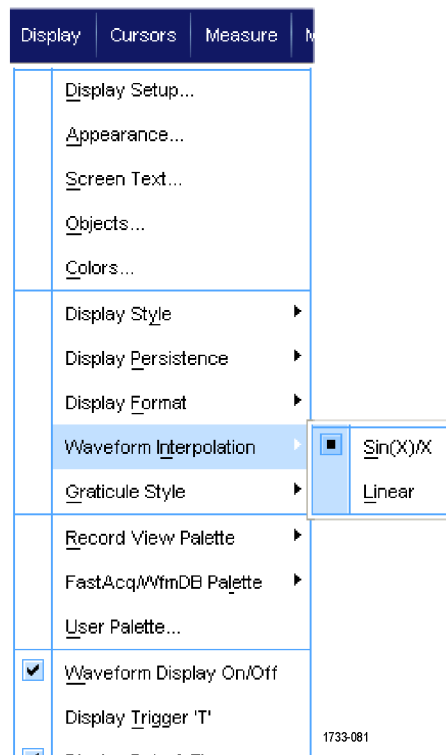 Display Cursors Measure
Display Setup...
Appearance...
Screen Text...
Objects...
Colors...
Display Style
Display Persistence
Display Format
Waveform Interpolation
Sin(X)/X
Linear
Graticule Style
Record View Palette
FastAcq/WfmDB Palette
User Palette...
Waveform Display On/Off
Display Trigger 'T'
1733-081